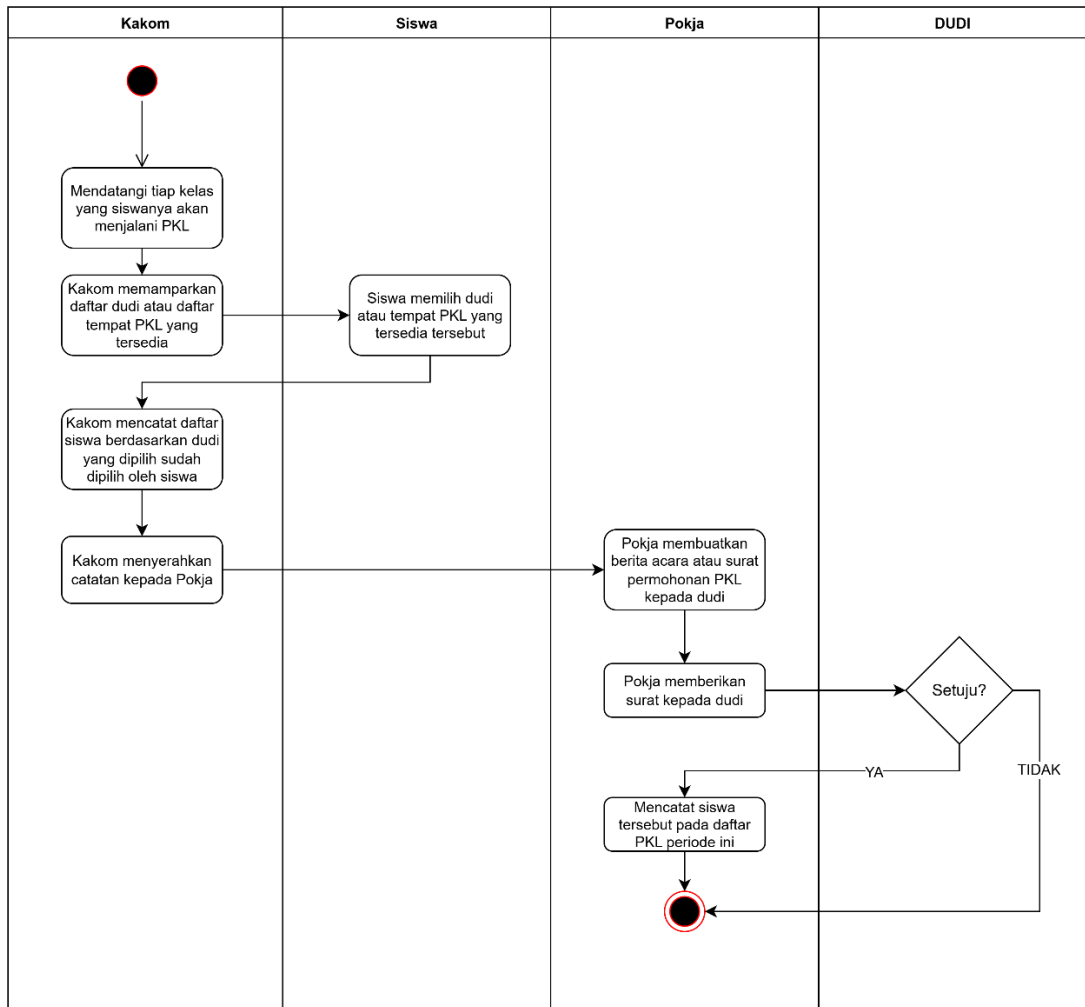 Kakom
Siswa
Pokja
DUDI
Mendatangi tiap kelas
yang siswanya akan
menjalani PKL
Kakom memamparkan
daftar dudi atau daftar
tempat PKL yang
tersedia
Siswa memilih dudi
atau tempat PKL yang
tersedia tersebut
Kakom mencatat daftar
siswa berdasarkan dudi
yang dipilih sudah
dipilih oleh siswa
Kakom menyerahkan
catatan kepada Pokja
Pokja membuatkan
berita acara atau surat
permohonan PKL
kepada dudi
Pokja memberikan
surat kepada dudi
Setuju?
YA
TIDAK
Mencatat siswa
tersebut pada daftar
PKL periode ini